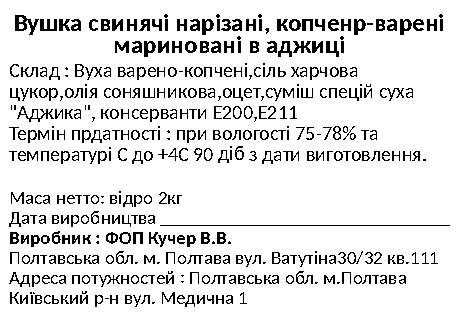 Вушка свинячі нарізані, копченр-варені
мариновані в аджиці
Склад : Вуха варено-копчені,сіль харчова
цукор,олія соняшникова,оцет,суміш спецій суха
"Аджика", консерванти Е200,Е211
Термін прдатності : при вологості 75-78% та
температурі С до +4С 90 діб з дати виготовлення.
Маса нетто: відро 2кг
Дата виробництва ______________________________
Виробник : ФОП Кучер В.В.
Полтавська обл. м. Полтава вул. Ватутіна30/32 кв.111
Адреса потужностей : Полтавська обл. м.Полтава
Київський р-н вул. Медична 1